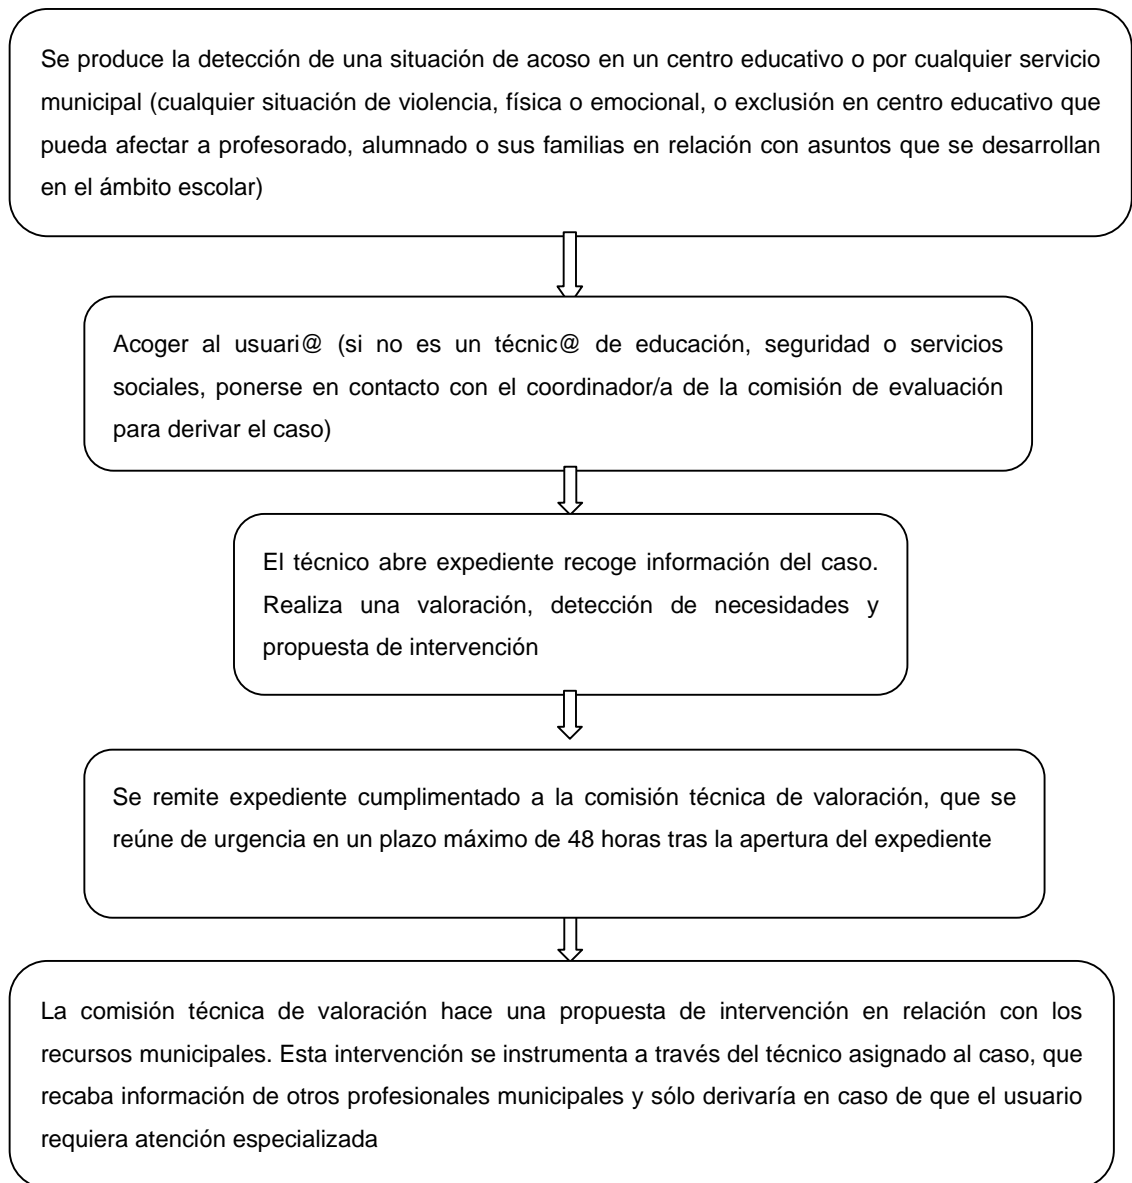 Se produce la detección de una situación de acoso en un centro educativo o por cualquier servicio
municipal (cualquier situación de violencia, física o emocional, o exclusión en centro educativo que
pueda afectar a profesorado, alumnado o sus familias en relación con asuntos que se desarrollan
en el ámbito escolar)
Acoger al usuari@ (si no es un técnic@ de educación, seguridad o servicios
sociales, ponerse en contacto con el coordinador/a de la comisión de evaluación
para derivar el caso)
El técnico abre expediente recoge información del caso.
Realiza una valoración, detección de necesidades y
propuesta de intervención
Se remite expediente cumplimentado a la comisión técnica de valoración, que se
reúne de urgencia en un plazo máximo de 48 horas tras la apertura del expediente
La comisión técnica de valoración hace una propuesta de intervención en relación con los
recursos municipales. Esta intervención se instrumenta a través del técnico asignado al caso, que
recaba información de otros profesionales municipales y sólo derivaría en caso de que el usuario
requiera atención especializada